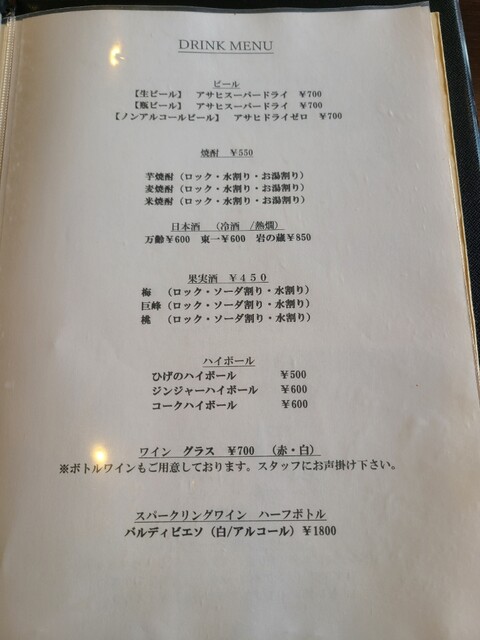 DRINK MENU
ビール
【生ビール】　アサヒスーパードライ　￥700
【瓶ビール】　アサヒスーパードライ　￥700
【ノンアルコールビール】　アサヒドライゼロ　￥700
焼酎　￥550
芋焼酎（ロック・水割り・お湯割り）
麦焼酎（ロック・水割り・お湯割り）
米焼酎（ロック・水割り・お湯割り）
日本酒　（冷酒　/熱燗）
万齢￥600　東一￥600　岩の蔵￥850
果実酒　￥４５０
梅　（ロック・ソーダ割り・水割り）
巨峰（ロック・ソーダ割り・水割り）
桃　（ロック・ソーダ割り・水割り）
ハイボール
ひげのハイボール　￥500
ジンジャーハイボール　￥600
コークハイボール　￥600
ワイン　グラス　￥700　（赤・白）
※ボトルワインもご用意しております。スタッフにお声掛け下さい。
スパークリングワイン　ハーフボトル
バルディビエソ（白/アルコール）￥1800